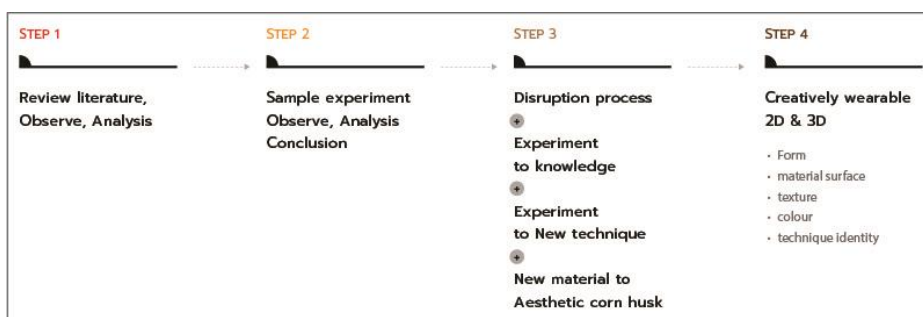 STEP 1
Review literature,
Observe, Analysis
STEP 2
Sample experiment
Observe, Analysis
Conclusion
STEP 3
Disruption process
+
Experiment
to knowledge
+
Experiment
to New technique
+
New material to
Aesthetic corn husk
STEP 4
Creatively wearable
2D & 3D
• Form
• material surface
• texture
• colour
• technique identity